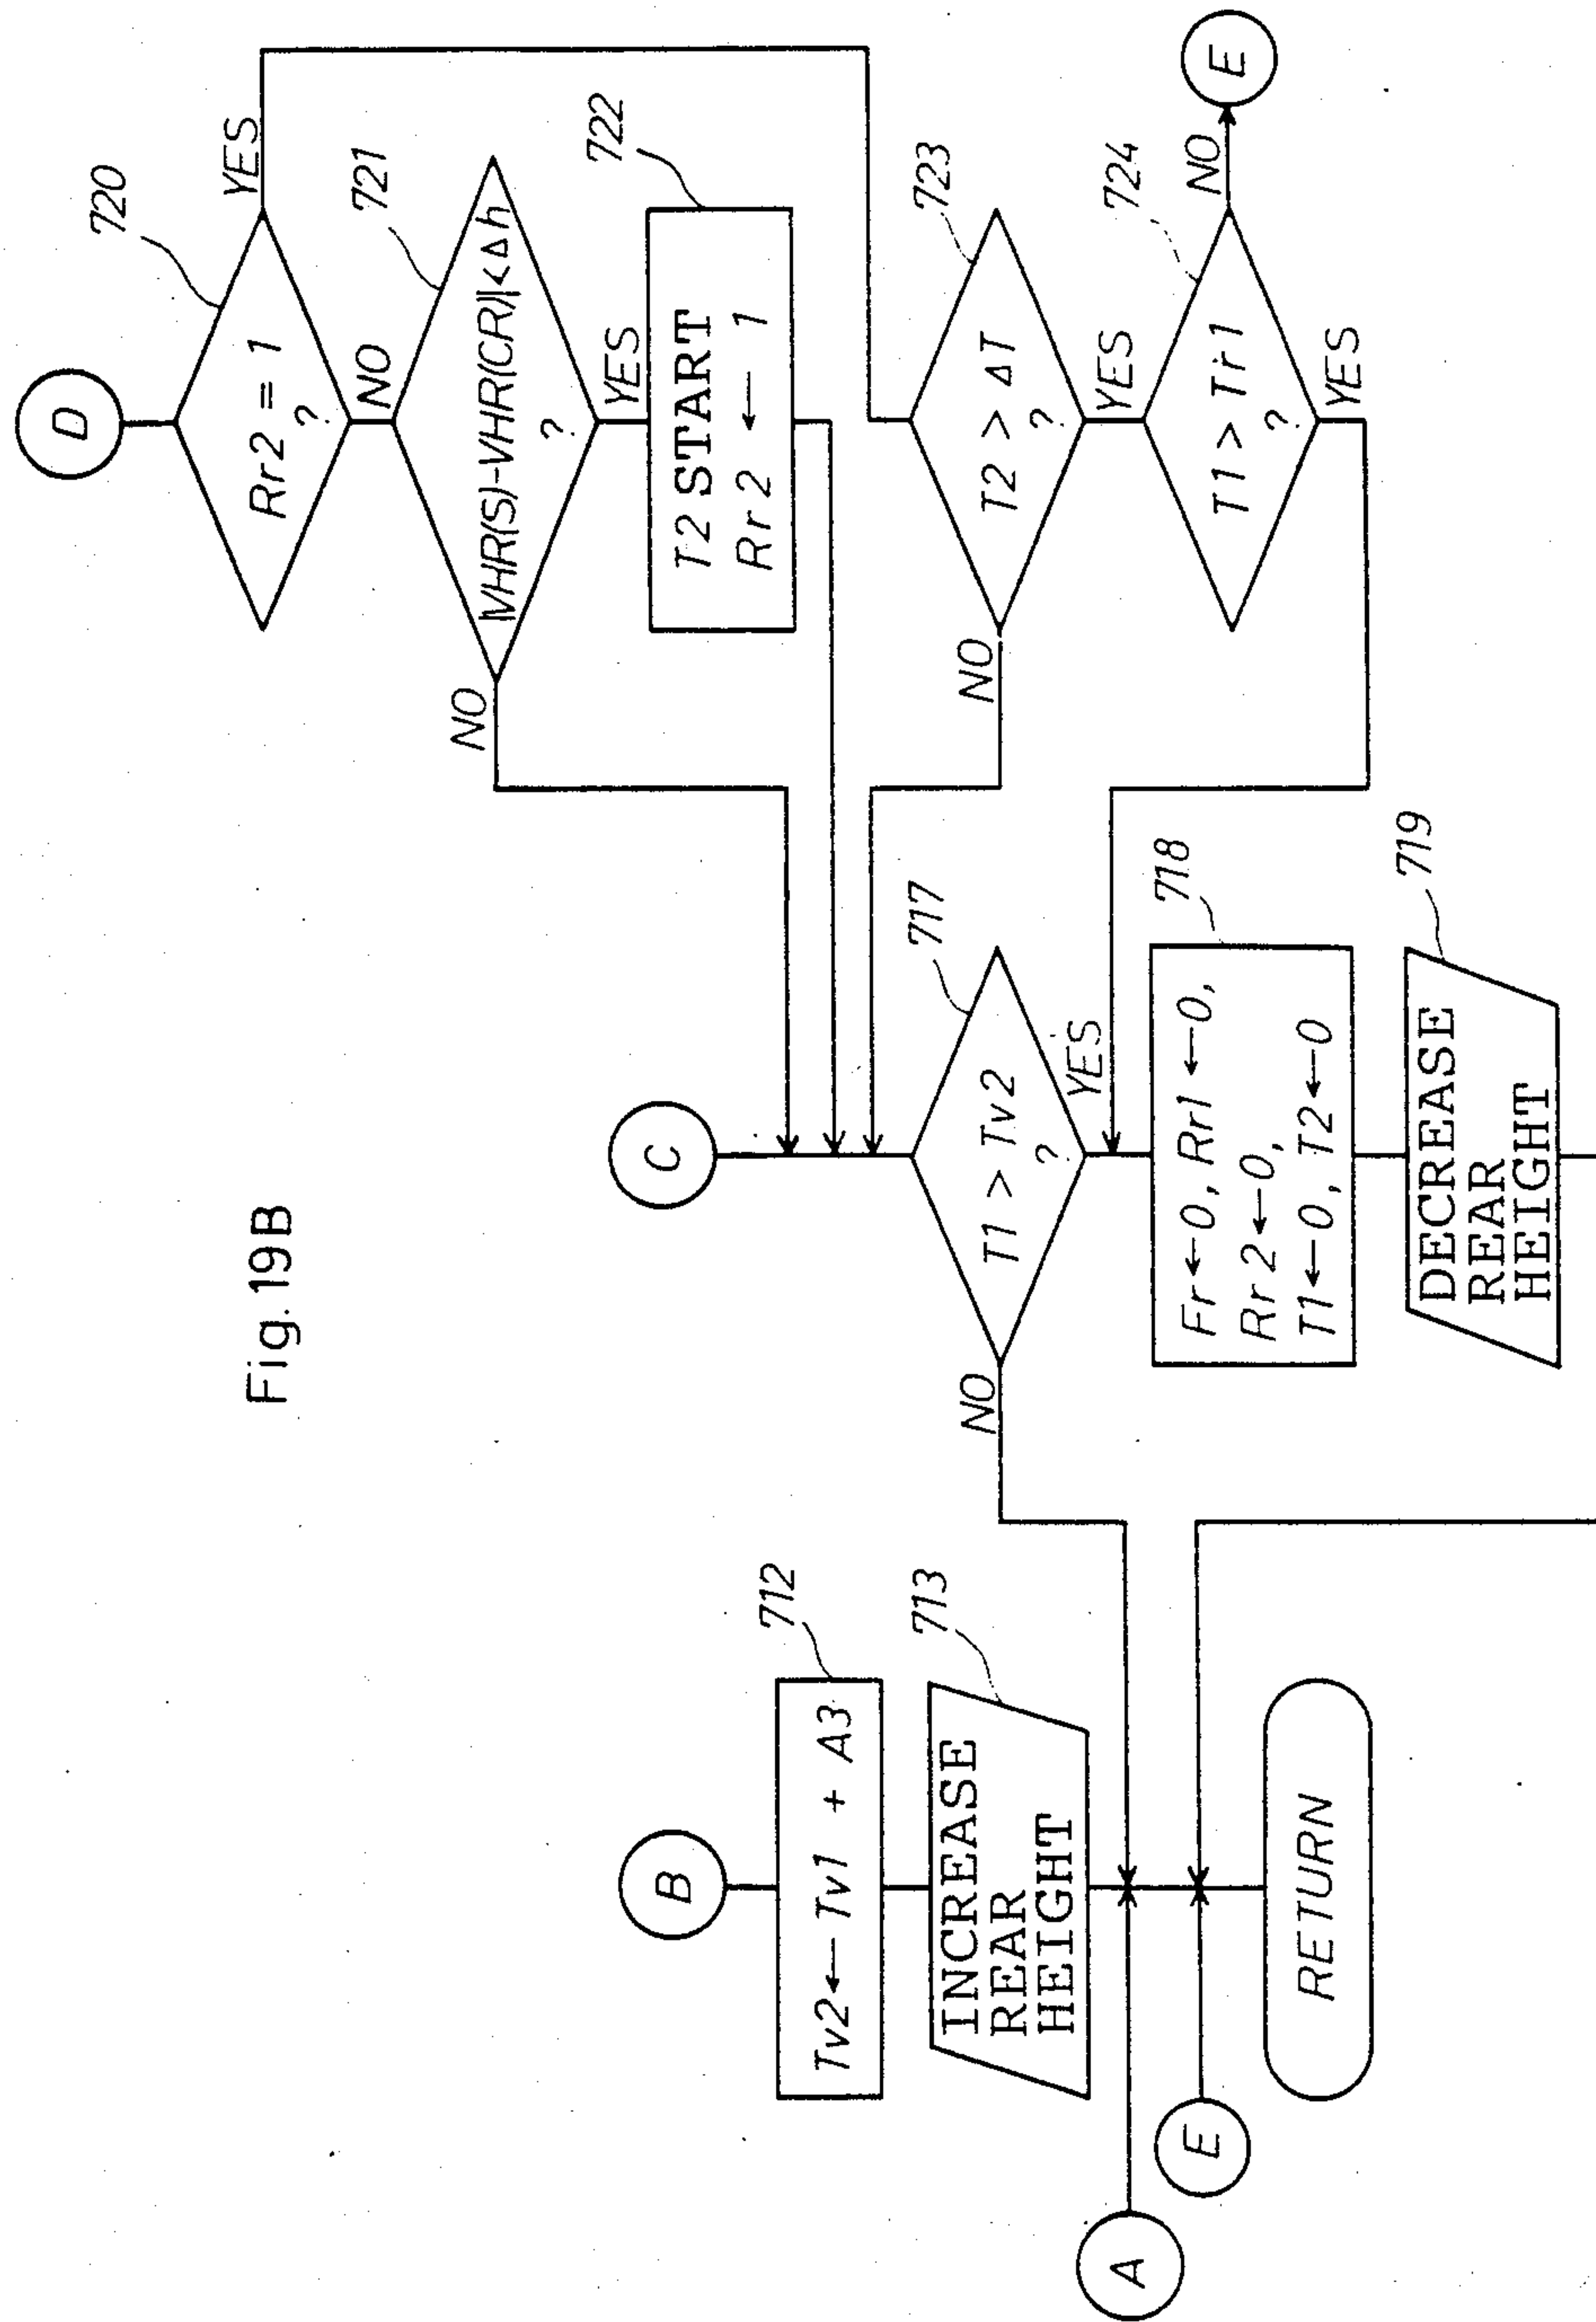 Fig.19B
B
712
Tv2←Tv1 + A3
713
INCREASE
REAR
HEIGHT
A
E
RETURN
C
717
T1 > Tv2
?
NO
YES
718
Fr←0, Rr1←0,
Rr2←0,
T1←0, T2←0
719
DECREASE
REAR
HEIGHT
D
720
Rr2 = 1
?
YES
NO
721
|VHR(S)-VHR(CR)|<Δh
?
NO
YES
722
T2 START
Rr2 ← 1
723
T2 > ΔT
?
NO
YES
724
T1 > Tr1
?
NO
E
YES